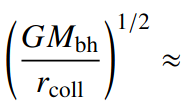 (GM_bh / r_coll)^{1/2} ≈